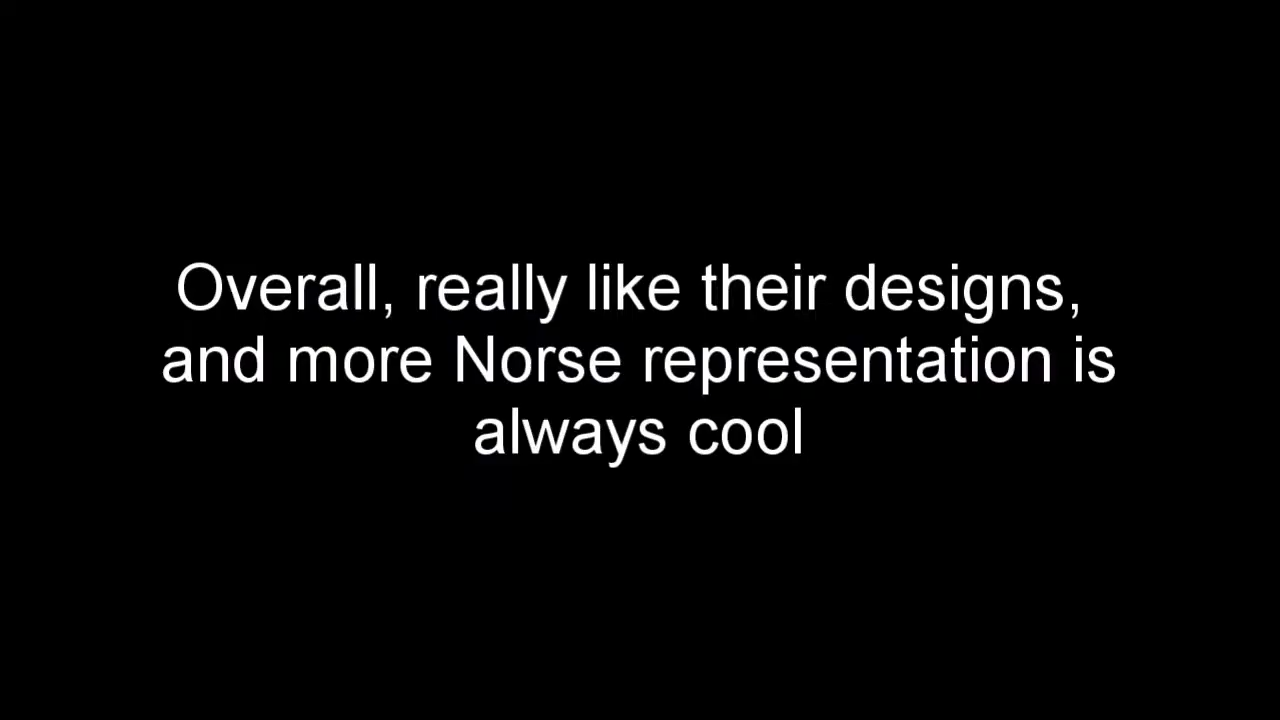 Overall, really like their designs,
and more Norse representation is
always cool